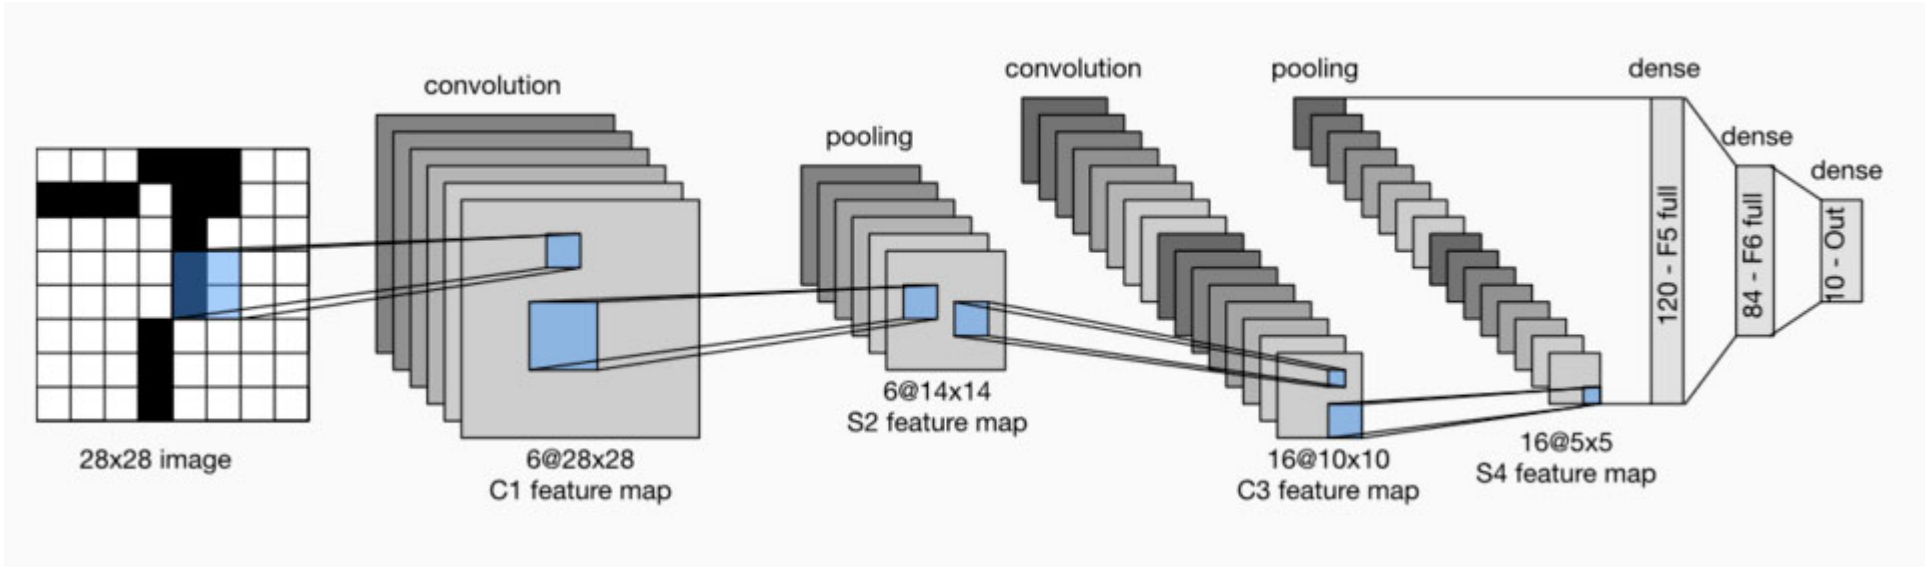 convolution
pooling
convolution
pooling
dense
dense
dense
28x28 image
6@28x28
C1 feature map
6@14x14
S2 feature map
16@10x10
C3 feature map
16@5x5
S4 feature map
120 - F5 full
84 - F6 full
10 - Out